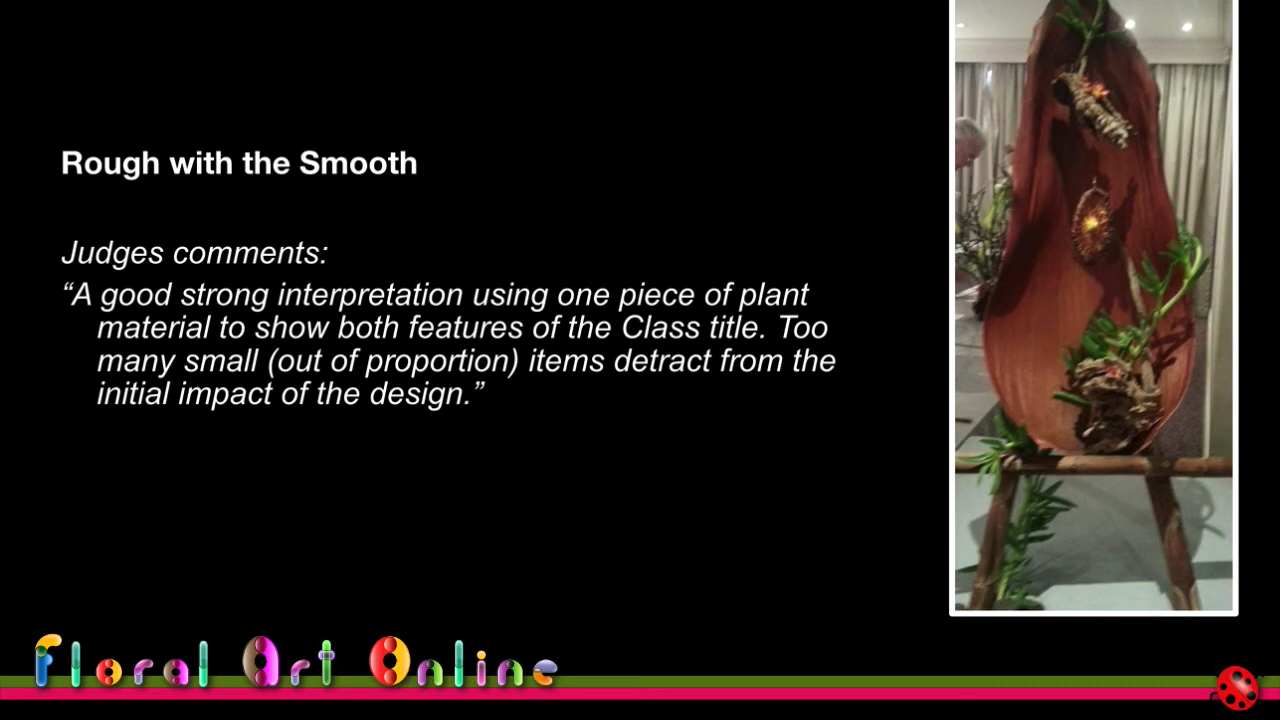 Rough with the Smooth
Judges comments:
“A good strong interpretation using one piece of plant
material to show both features of the Class title. Too
many small (out of proportion) items detract from the
initial impact of the design.”
Floral Art Online